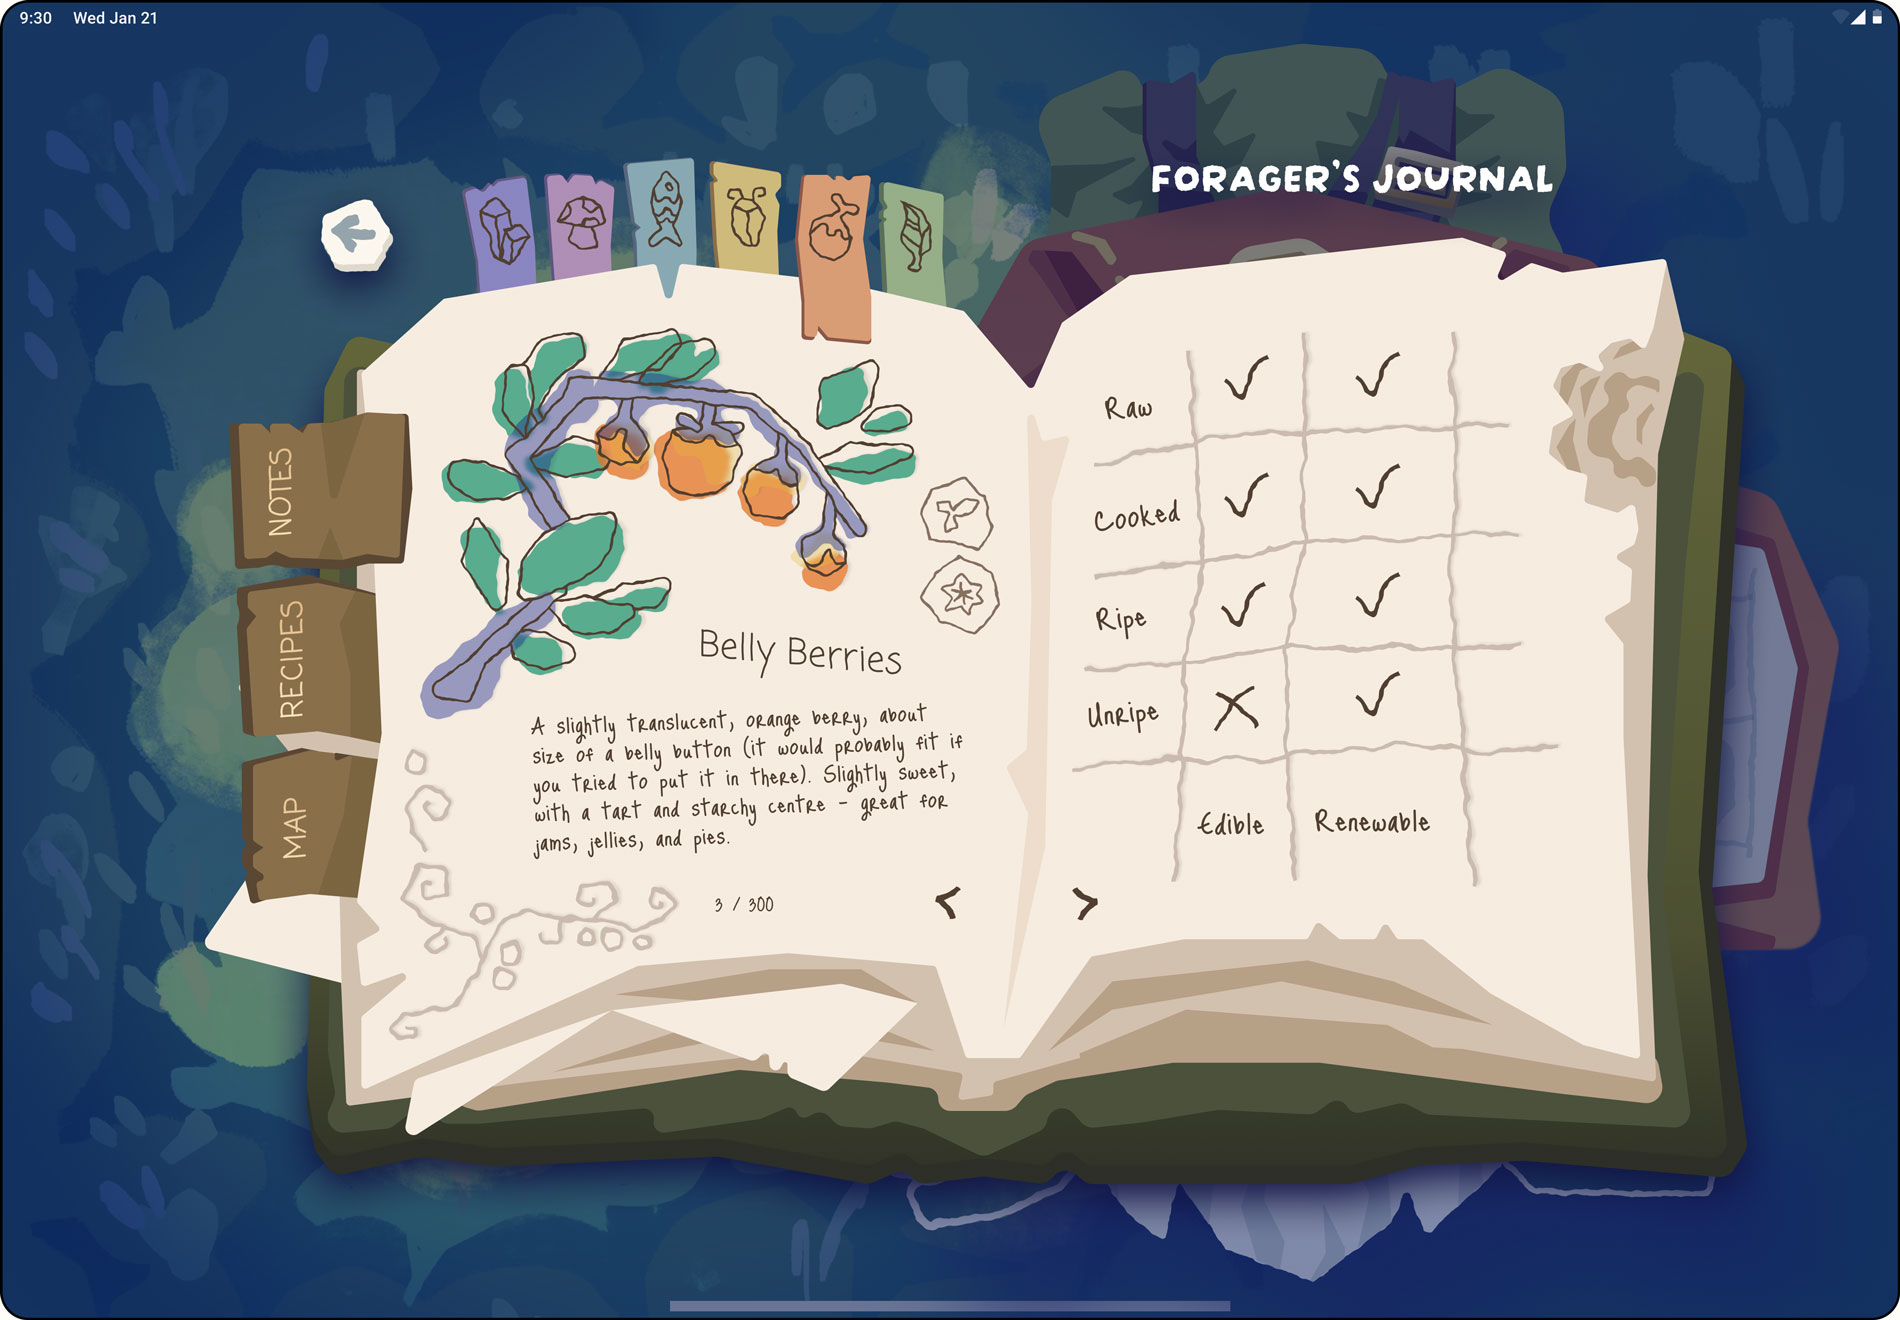 9:30 Wed Jan 21
FORAGER'S JOURNAL
NOTES
RECIPES
MAP
Belly Berries
A slightly translucent, orange berry, about
size of a belly button (it would probably fit if
you tried to put it in there). Slightly sweet,
with a tart and starchy centre – great for
jams, jellies, and pies.
3 / 300
< >
Raw
Cooked
Ripe
Unripe
Edible Renewable